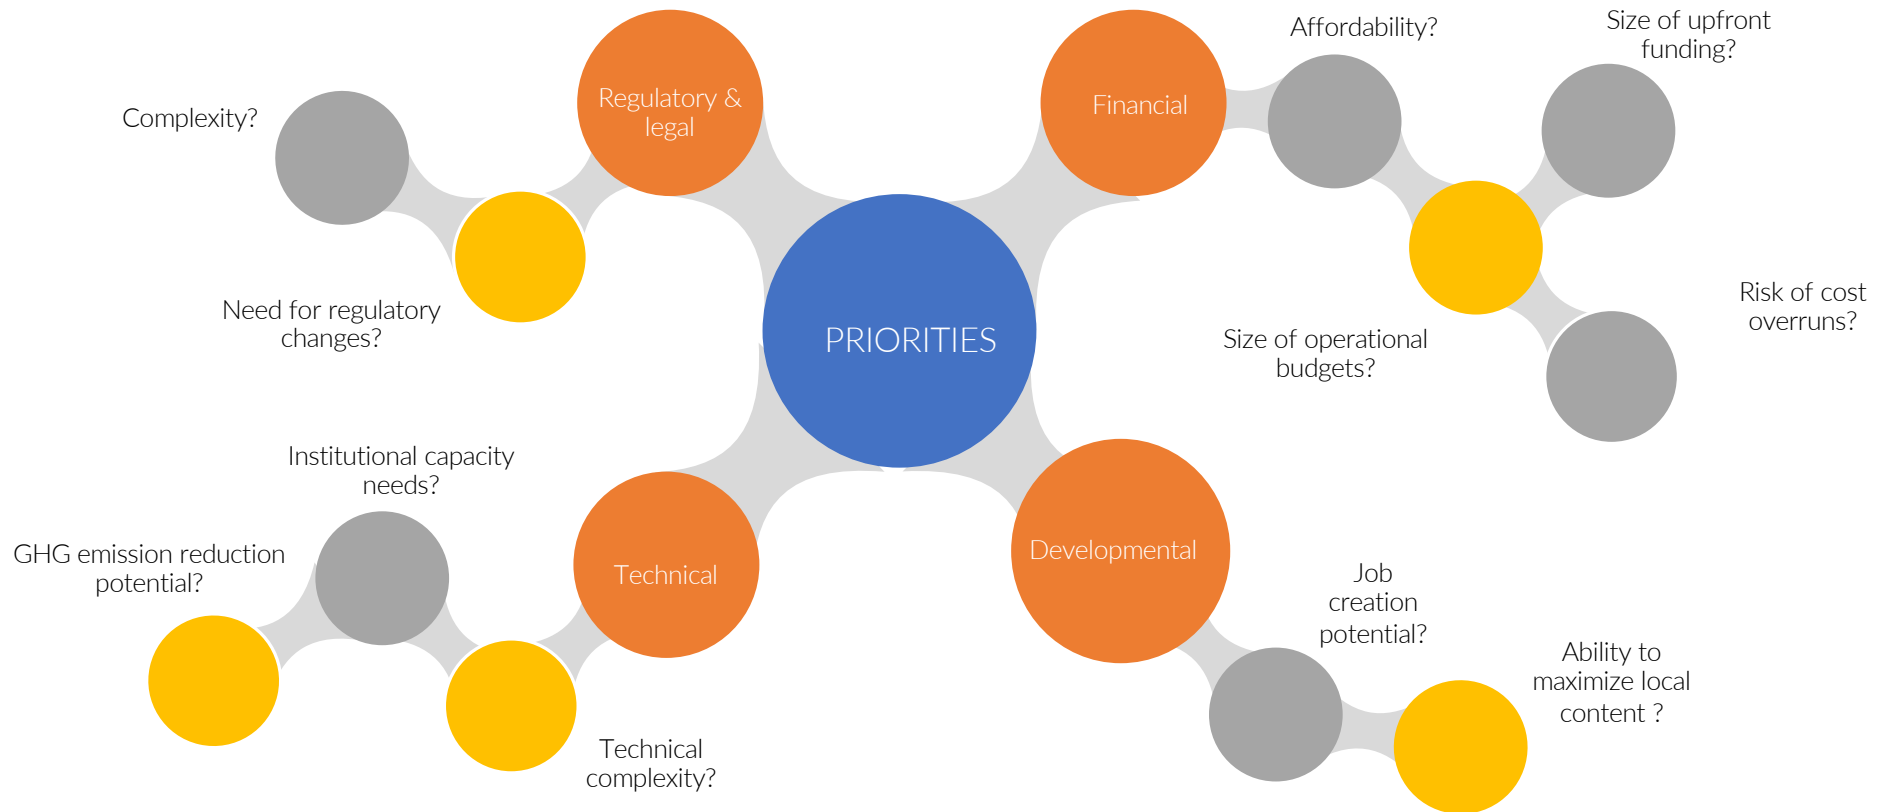 Complexity?
Regulatory &
legal
Need for regulatory
changes?
Financial
Affordability?
Size of upfront
funding?
Size of operational
budgets?
Risk of cost
overruns?
PRIORITIES
Institutional capacity
needs?
GHG emission reduction
potential?
Technical
Technical
complexity?
Developmental
Job
creation
potential?
Ability to
maximize local
content ?